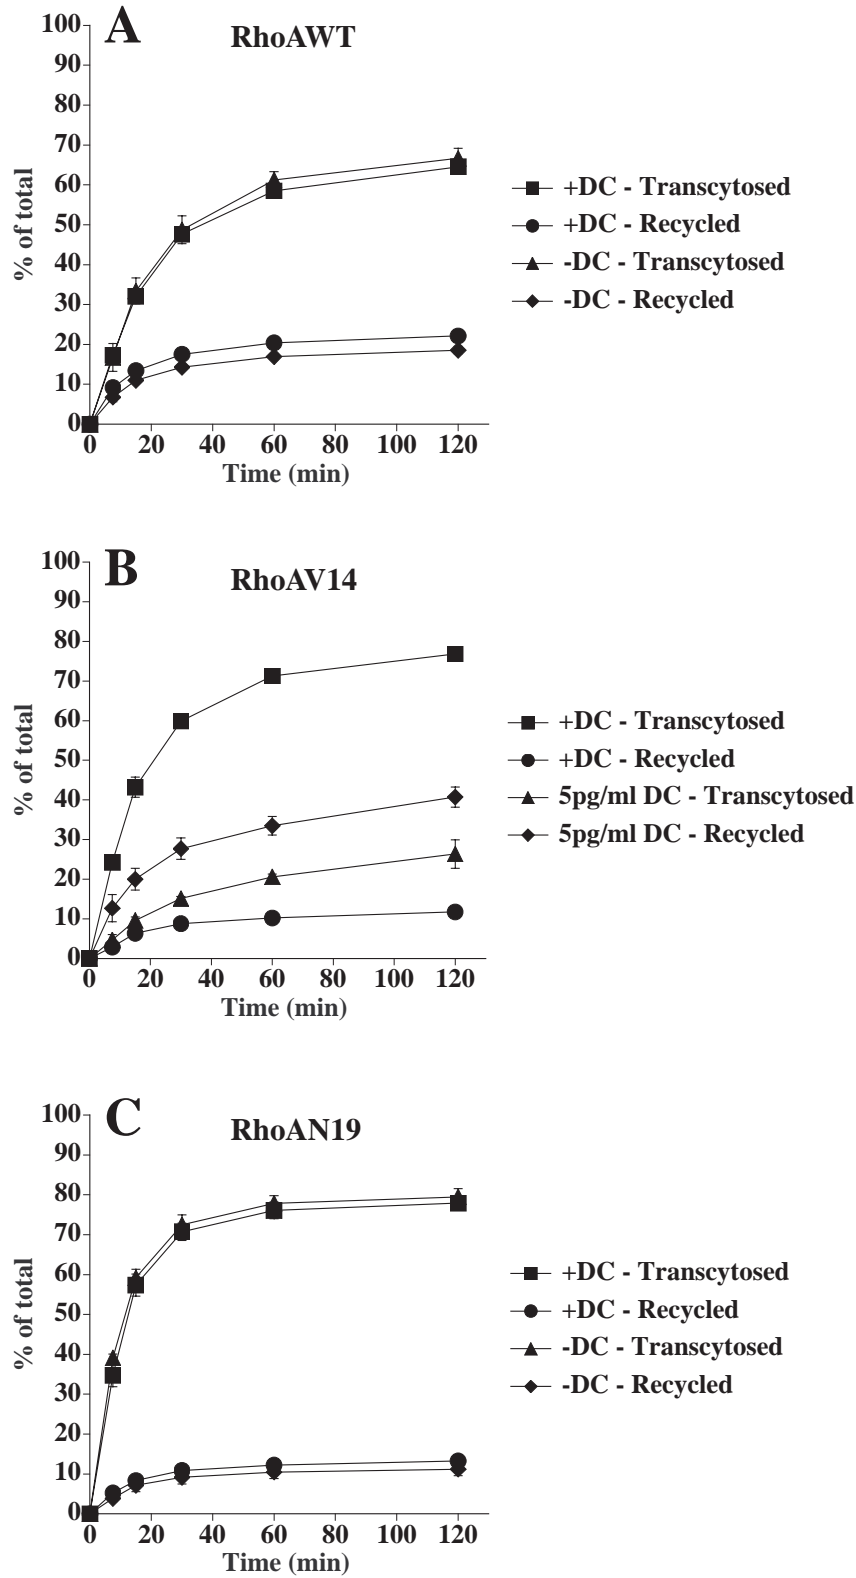 A
RhoAWT
100
90
80
70
60
50
40
30
20
10
0
% of total
0 20 40 60 80 100 120
Time (min)
+DC - Transcytosed
+DC - Recycled
-DC - Transcytosed
-DC - Recycled
B
RhoAV14
100
90
80
70
60
50
40
30
20
10
0
% of total
0 20 40 60 80 100 120
Time (min)
+DC - Transcytosed
+DC - Recycled
5pg/ml DC - Transcytosed
5pg/ml DC - Recycled
C
RhoAN19
100
90
80
70
60
50
40
30
20
10
0
% of total
0 20 40 60 80 100 120
Time (min)
+DC - Transcytosed
+DC - Recycled
-DC - Transcytosed
-DC - Recycled